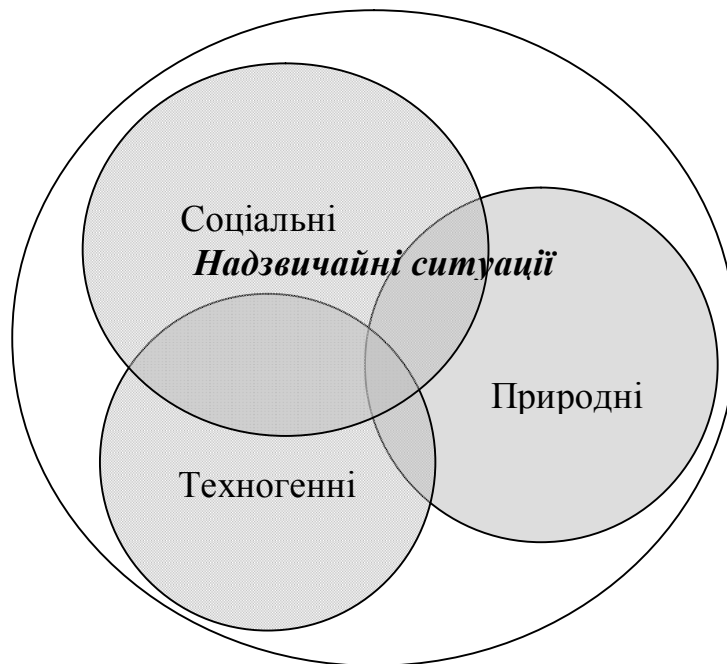 Соціальні
Надзвичайні ситуації
Природні
Техногенні